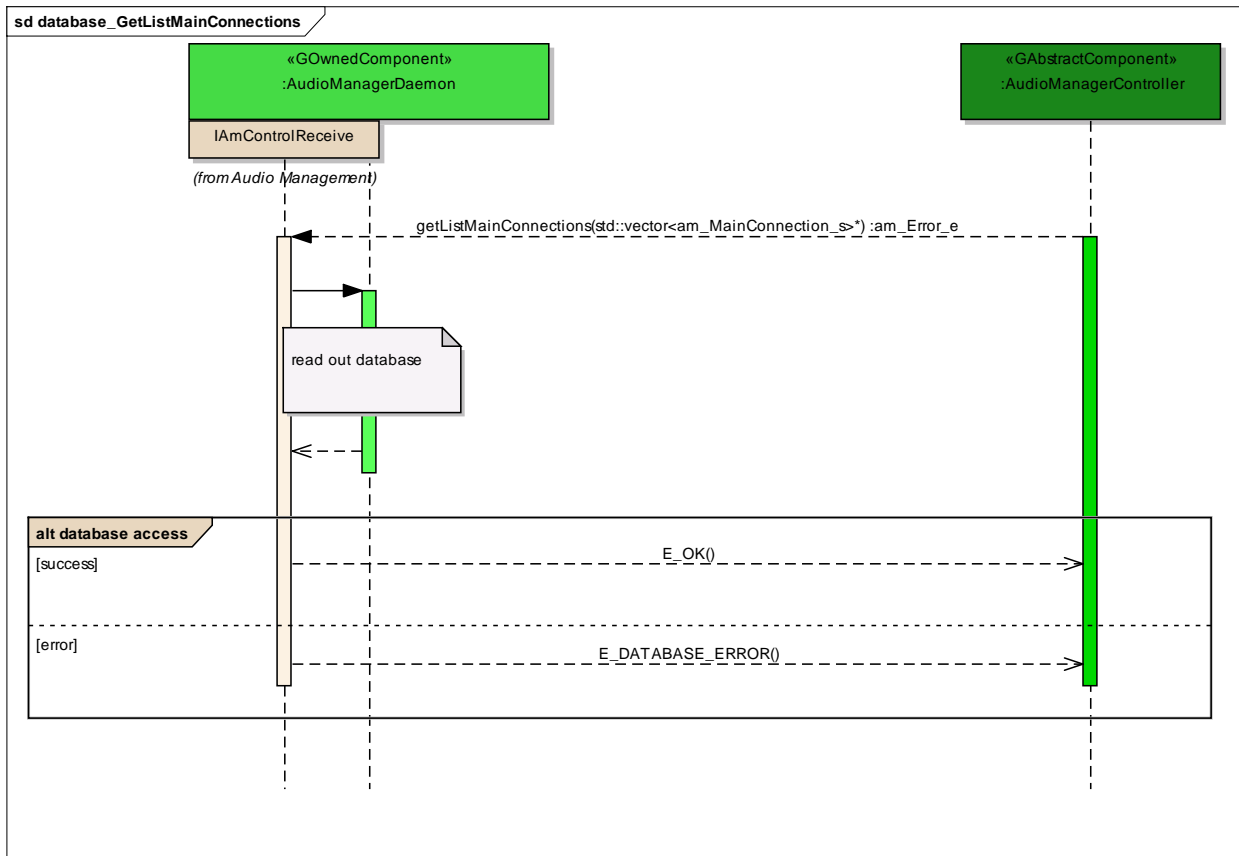 sd database_GetListMainConnections
«GOwnedComponent»
:AudioManagerDaemon
«GAbstractComponent»
:AudioManagerController
IAmControlReceive
(from Audio Management)
getListMainConnections(std::vector<am_MainConnection_s>*) :am_Error_e
read out database
alt database access
[success]
E_OK()
[error]
E_DATABASE_ERROR()